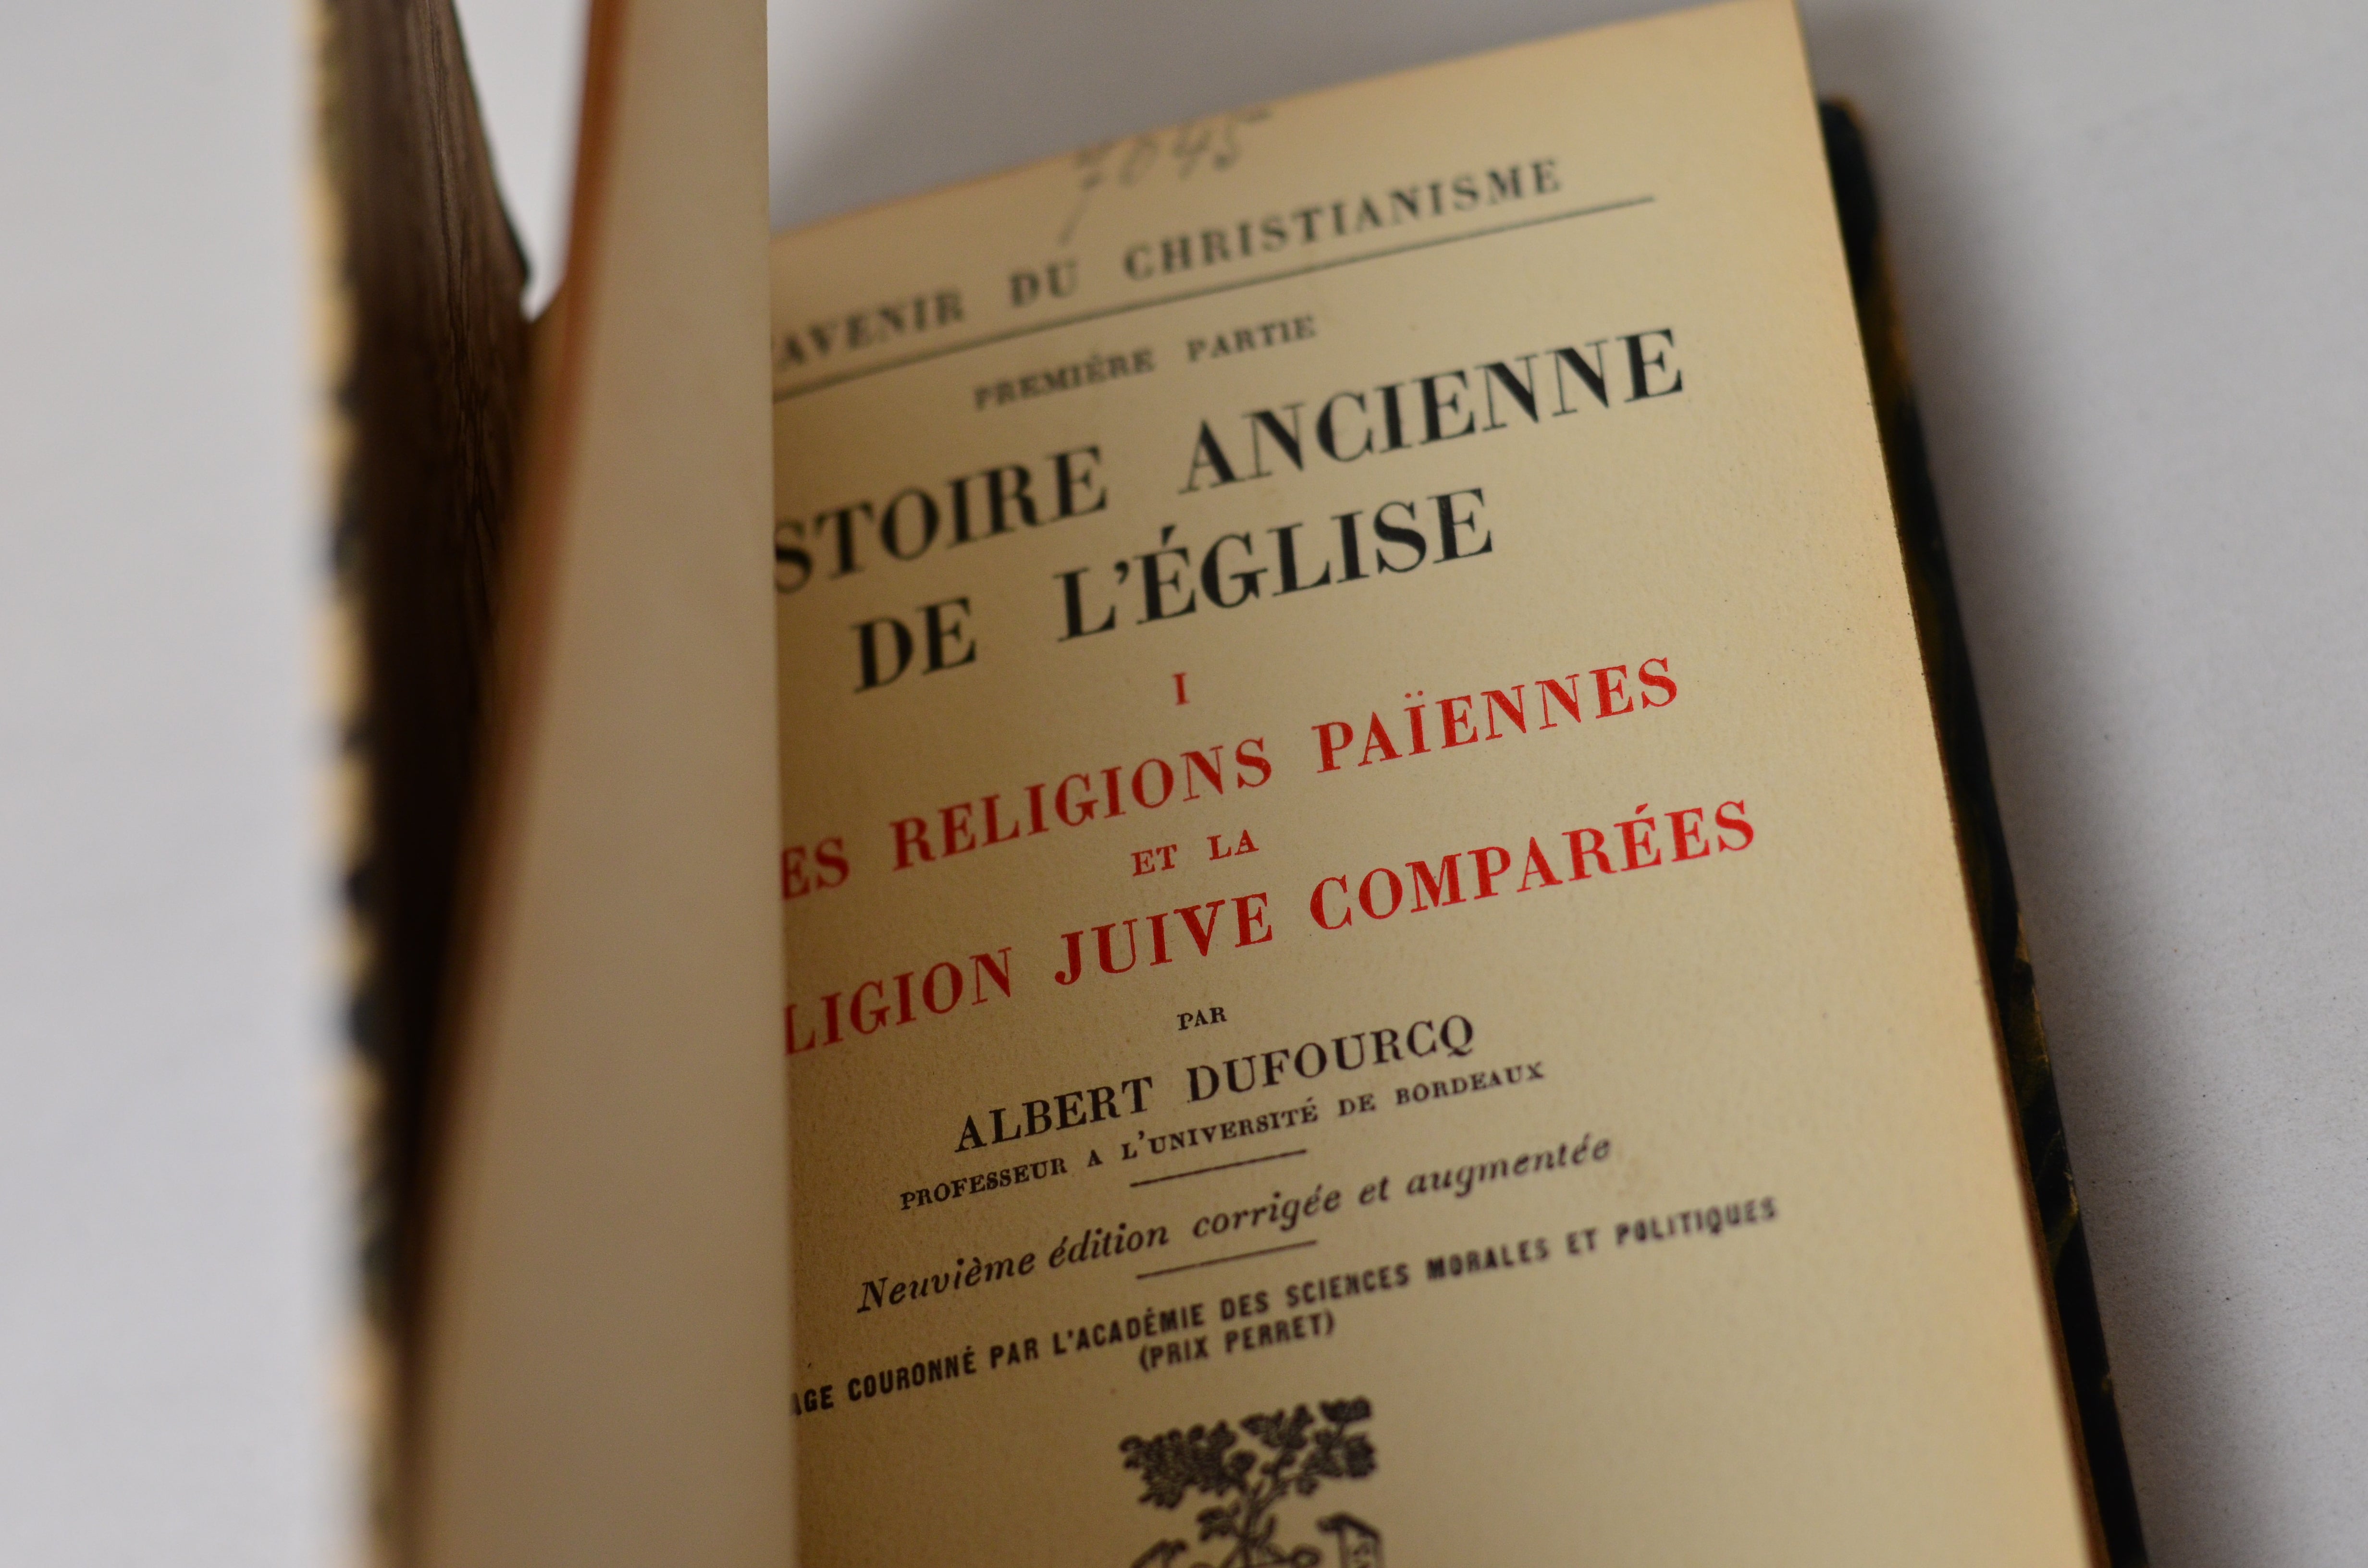 7045
'AVENIR DU CHRISTIANISME
PREMIÈRE PARTIE
STOIRE ANCIENNE
DE L'ÉGLISE
I
ES RELIGIONS PAÏENNES
ET LA
LIGION JUIVE COMPARÉES
PAR
ALBERT DUFOURCQ
PROFESSEUR A L'UNIVERSITÉ DE BORDEAUX
Neuvième édition corrigée et augmentée
AGE COURONNÉ PAR L'ACADÉMIE DES SCIENCES MORALES ET POLITIQUES
(PRIX PERRET)